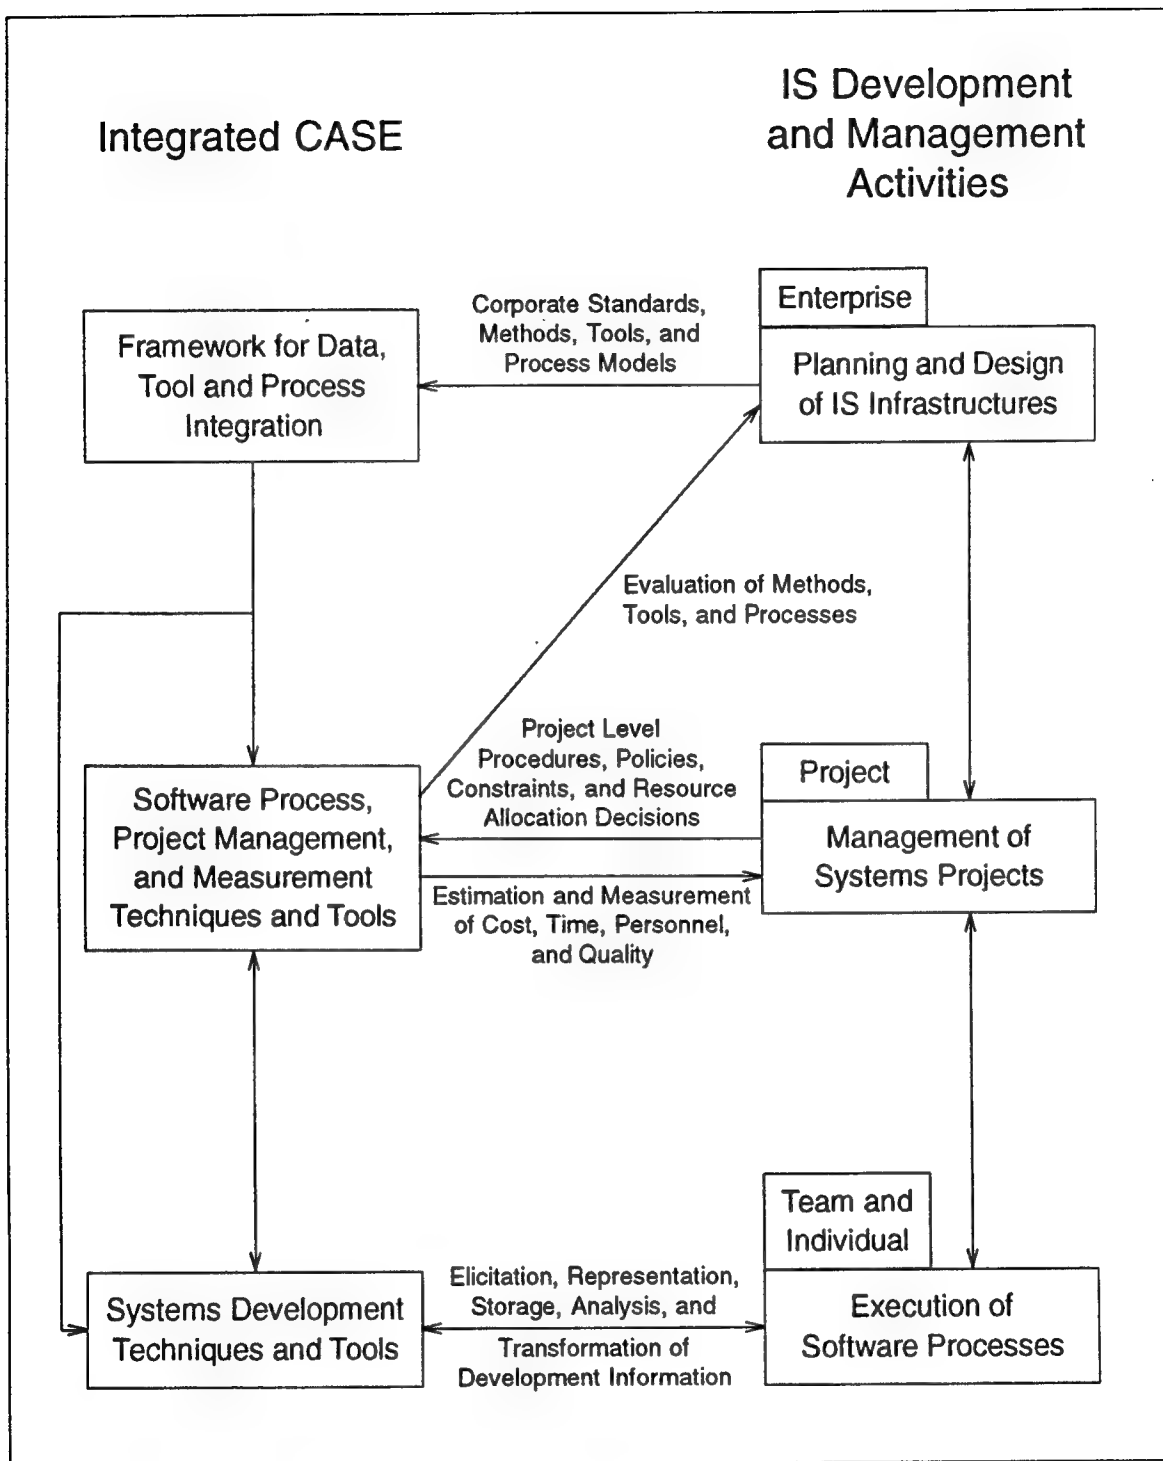 Integrated CASE
IS Development
and Management
Activities
Corporate Standards,
Methods, Tools, and
Process Models
Enterprise
Framework for Data,
Tool and Process
Integration
Planning and Design
of IS Infrastructures
Evaluation of Methods,
Tools, and Processes
Project Level
Procedures, Policies,
Constraints, and Resource
Allocation Decisions
Project
Software Process,
Project Management,
and Measurement
Techniques and Tools
Management of
Systems Projects
Estimation and Measurement
of Cost, Time, Personnel,
and Quality
Team and
Individual
Elicitation, Representation,
Storage, Analysis, and
Transformation of
Development Information
Systems Development
Techniques and Tools
Execution of
Software Processes